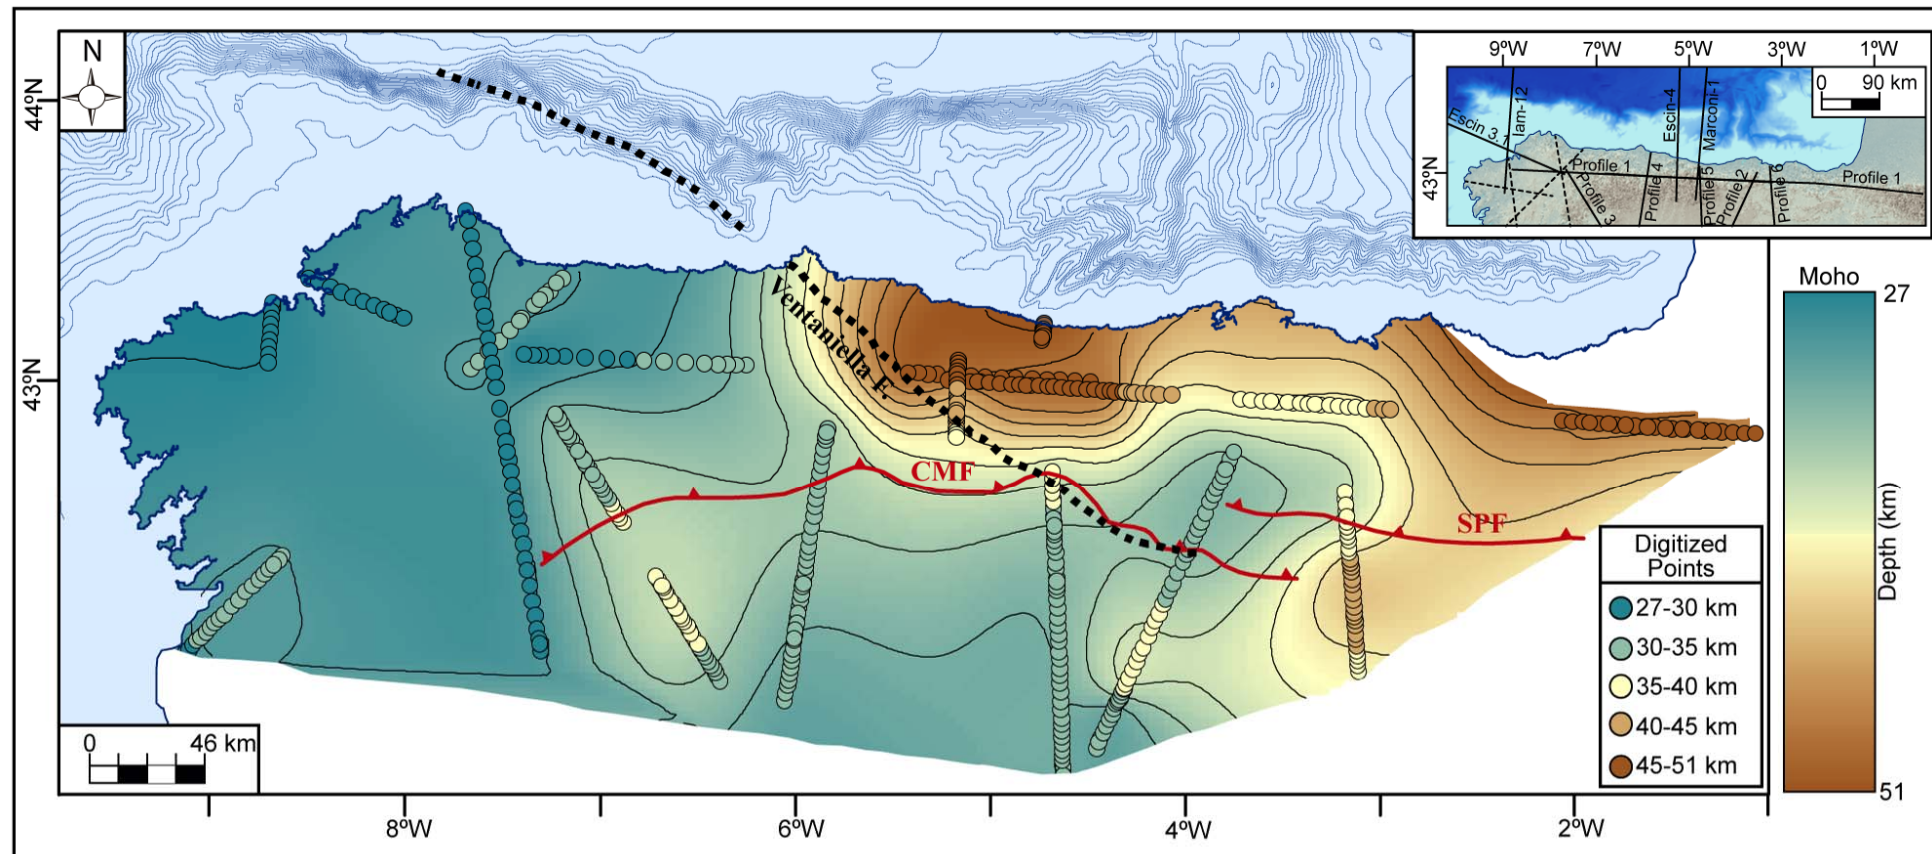 N
44ºN
43ºN
Ventaniella F.
CMF
SPF
0 46 km
8ºW
6ºW
4ºW
2ºW
9ºW 7ºW 5ºW 3ºW 1ºW
0 90 km
43ºN
Escin 3.1
Iam-12
Escin-4
Marconi-1
Profile 1
Profile 3
Profile 4
Profile 5
Profile 2
Profile 6
Profile 1
Moho
27
Depth (km)
51
Digitized
Points
27-30 km
30-35 km
35-40 km
40-45 km
45-51 km